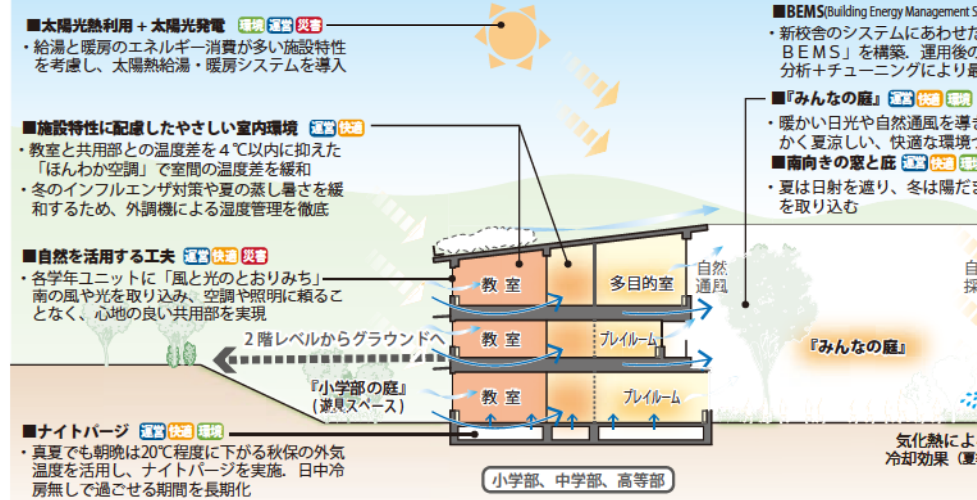 ■太陽光熱利用+太陽光発電 環境 運営 災害
・給湯と暖房のエネルギー消費が多い施設特性
を考慮し、太陽熱給湯・暖房システムを導入
■施設特性に配慮したやさしい室内環境 運営 快適
・教室と共用部との温度差を4℃以内に抑えた
「ほんわか空調」で室間の温度差を緩和
・冬のインフルエンザ対策や夏の蒸し暑さを緩
和するため、外調機による湿度管理を徹底
■自然を活用する工夫 運営 快適 災害
・各学年ユニットに「風と光のとおりみち」
南の風や光を取り込み、空調や照明に頼るこ
となく、心地の良い共用部を実現
2階レベルからグラウンドへ
『小学部の庭』
(遊具スペース)
■ナイトパージ 運営 快適 環境
・真夏でも朝晩は20℃程度に下がる秋保の外気
温度を活用し、ナイトパージを実施.日中冷
房無しで過ごせる期間を長期化
教室
多目的室
自然
通風
教室
プレイルーム
教室
プレイルーム
小学部、中学部、高等部
■BEMS(Building Energy Management S
・新校舎のシステムにあわせた
BEMS」を構築.運用後の
分析+チューニングにより最
■『みんなの庭』 運営 快適 環境
・暖かい日光や自然通風を導き
かく夏涼しい、快適な環境づ
■南向きの窓と庇 運営 快適 環境
・夏は日射を遮り、冬は陽だま
を取り込む
自
採
『みんなの庭』
気化熱によ
冷却効果(夏